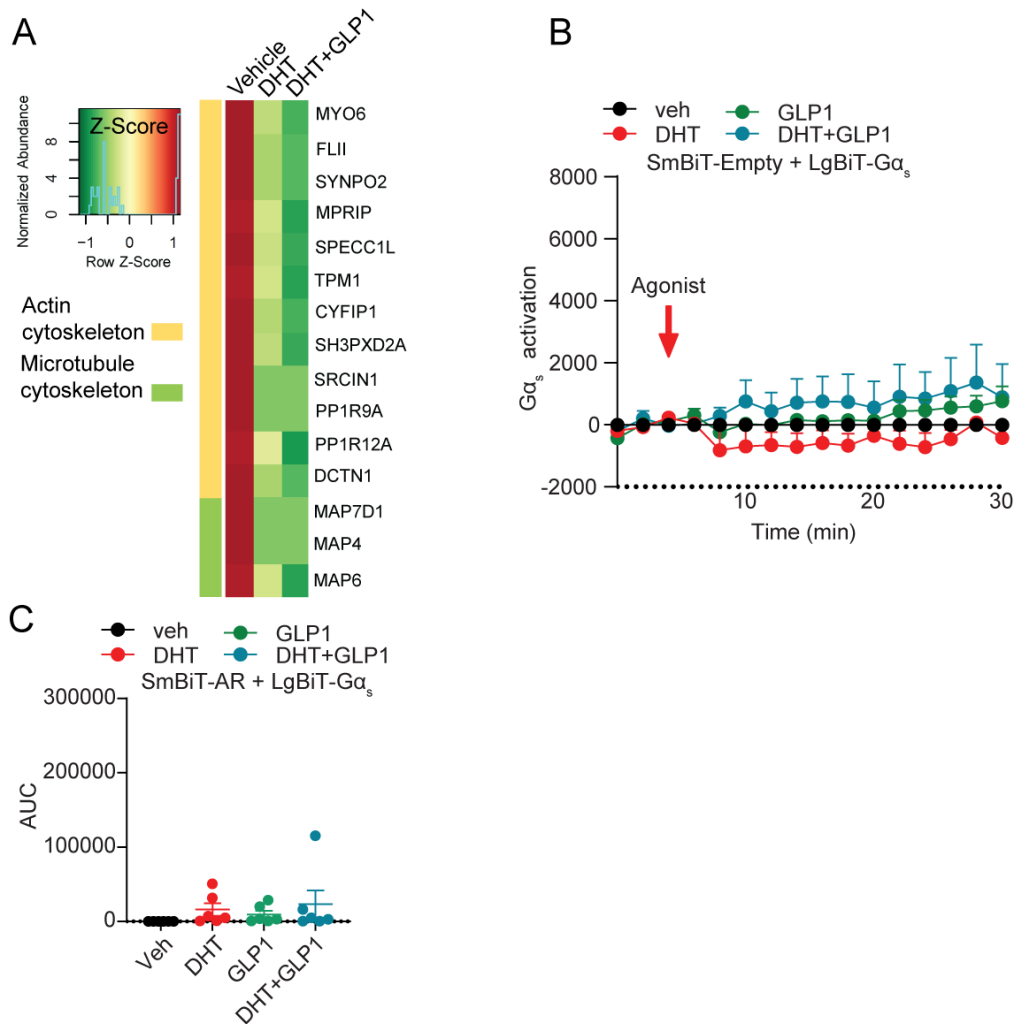 A
Vehicle
DHT
DHT+GLP1
Z-Score
Normalized Abundance
8
4
0
−1 0 1
Row Z-Score
Actin
cytoskeleton
Microtubule
cytoskeleton
MYO6
FLII
SYNPO2
MPRIP
SPECC1L
TPM1
CYFIP1
SH3PXD2A
SRCIN1
PP1R9A
PP1R12A
DCTN1
MAP7D1
MAP4
MAP6
B
veh GLP1
DHT DHT+GLP1
SmBiT-Empty + LgBiT-Gαs
8000
6000
4000
2000
0
-2000
Gαs activation
Agonist
10 20 30
Time (min)
C
veh GLP1
DHT DHT+GLP1
SmBiT-AR + LgBiT-Gαs
300000
200000
100000
0
AUC
Veh
DHT
GLP1
DHT+GLP1